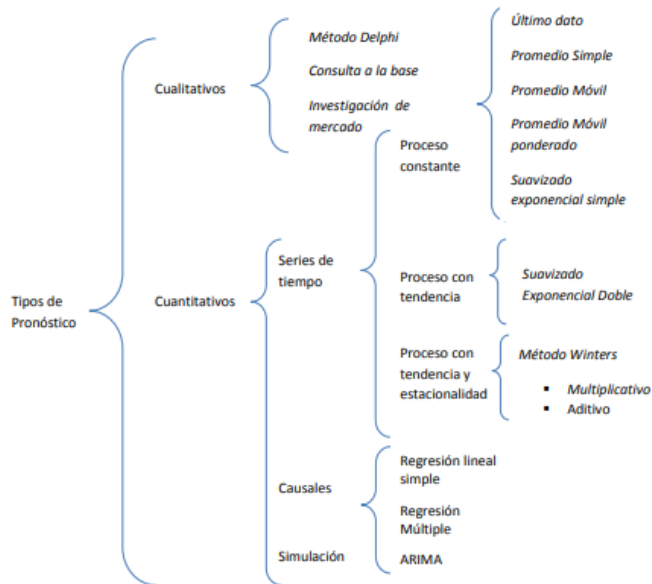 Tipos de
Pronóstico
Cualitativos
Método Delphi
Consulta a la base
Investigación de
mercado
Cuantitativos
Series de
tiempo
Proceso
constante
Último dato
Promedio Simple
Promedio Móvil
Promedio Móvil
ponderado
Suavizado
exponencial simple
Proceso con
tendencia
Suavizado
Exponencial Doble
Proceso con
tendencia y
estacionalidad
Método Winters
▪ Multiplicativo
▪ Aditivo
Causales
Regresión lineal
simple
Regresión
Múltiple
ARIMA
Simulación